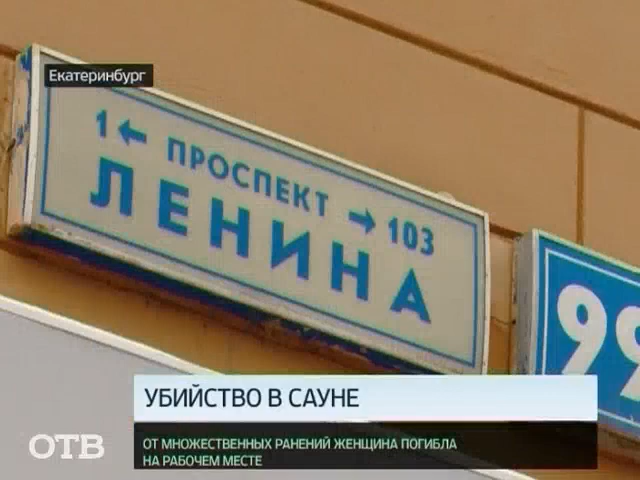 Екатеринбург
1← ПРОСПЕКТ →103
ЛЕНИНА
99
УБИЙСТВО В САУНЕ
ОТ МНОЖЕСТВЕННЫХ РАНЕНИЙ ЖЕНЩИНА ПОГИБЛА
НА РАБОЧЕМ МЕСТЕ
ОТВ